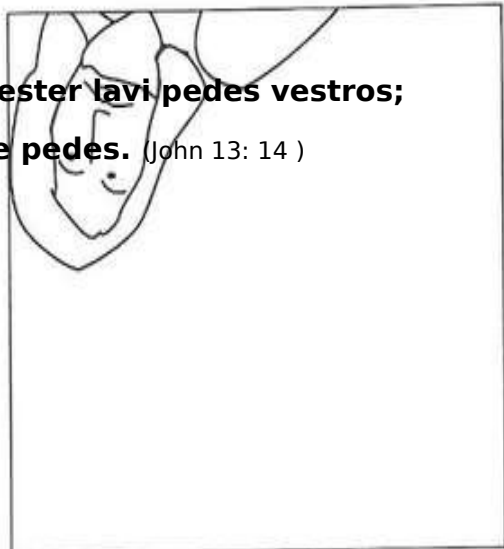 ester lavi pedes vestros;
e pedes. (John 13: 14 )